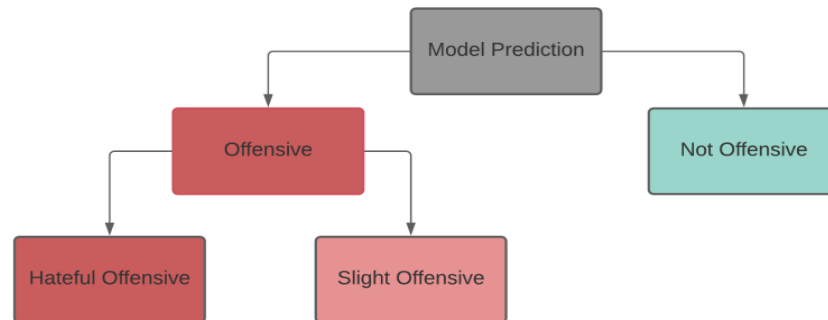 Model Prediction
Offensive
Not Offensive
Hateful Offensive
Slight Offensive